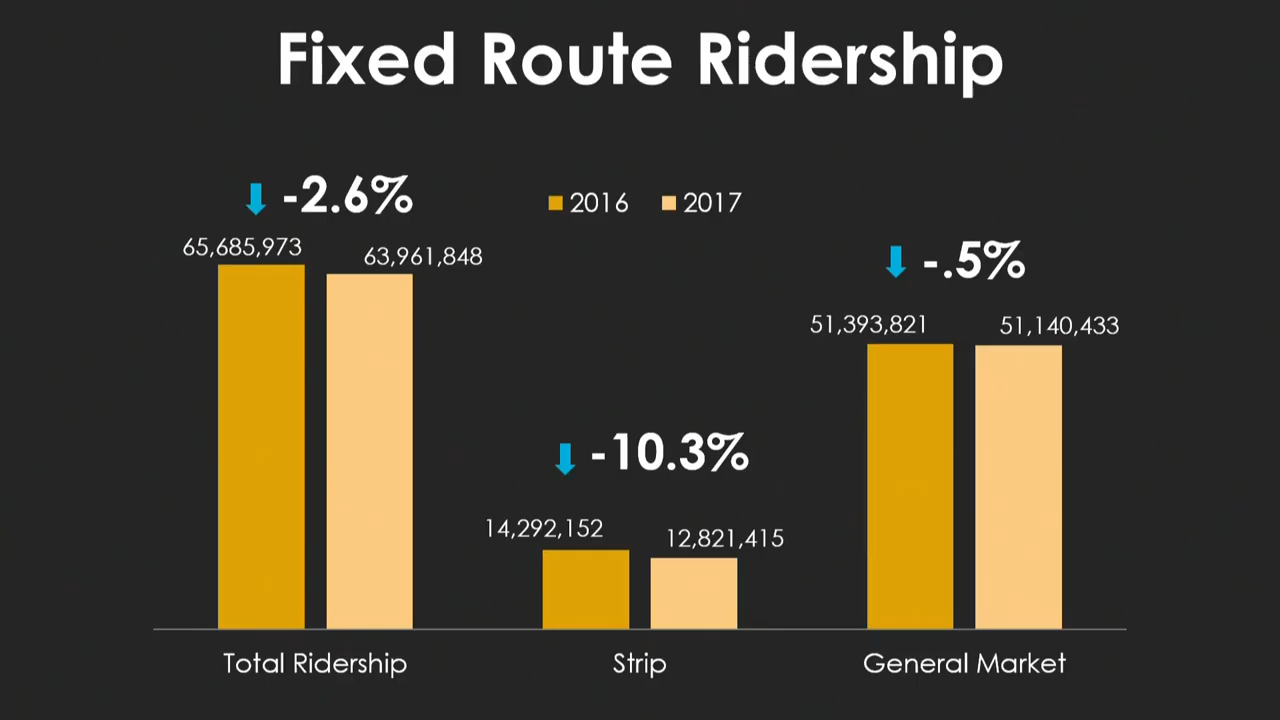 Fixed Route Ridership
-2.6%
2016
2017
65,685,973
63,961,848
-.5%
51,393,821
51,140,433
-10.3%
14,292,152
12,821,415
Total Ridership
Strip
General Market